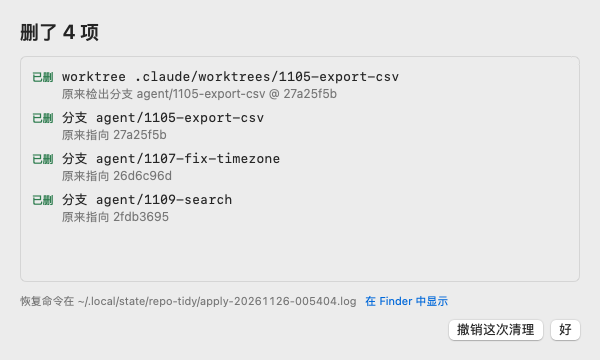 删了 4 项
已删 worktree .claude/worktrees/1105-export-csv
原来检出分支 agent/1105-export-csv @ 27a25f5b
已删 分支 agent/1105-export-csv
原来指向 27a25f5b
已删 分支 agent/1107-fix-timezone
原来指向 26d6c96d
已删 分支 agent/1109-search
原来指向 2fdb3695
恢复命令在 ~/.local/state/repo-tidy/apply-20261126-005404.log 在 Finder 中显示
撤销这次清理 好